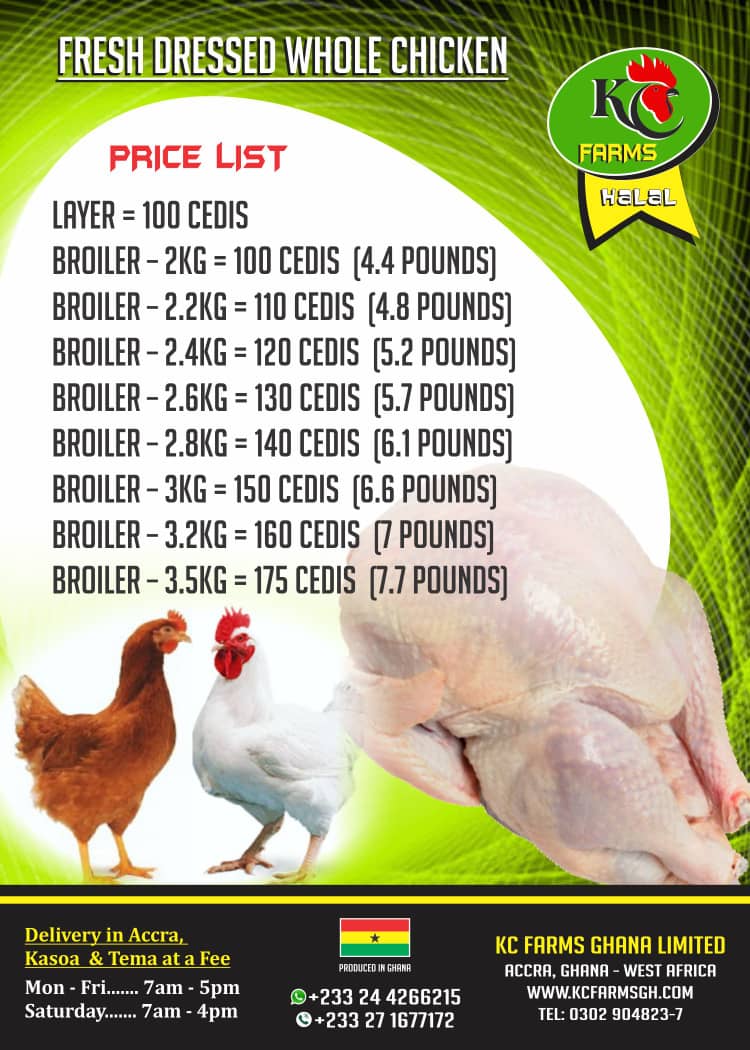 FRESH DRESSED WHOLE CHICKEN
KC
FARMS
HALAL
PRICE LIST
LAYER = 100 CEDIS
BROILER – 2KG = 100 CEDIS (4.4 POUNDS)
BROILER – 2.2KG = 110 CEDIS (4.8 POUNDS)
BROILER – 2.4KG = 120 CEDIS (5.2 POUNDS)
BROILER – 2.6KG = 130 CEDIS (5.7 POUNDS)
BROILER – 2.8KG = 140 CEDIS (6.1 POUNDS)
BROILER – 3KG = 150 CEDIS (6.6 POUNDS)
BROILER – 3.2KG = 160 CEDIS (7 POUNDS)
BROILER – 3.5KG = 175 CEDIS (7.7 POUNDS)
Delivery in Accra,
Kasoa & Tema at a Fee
Mon - Fri....... 7am - 5pm
Saturday....... 7am - 4pm
PRODUCED IN GHANA
+233 24 4266215
+233 27 1677172
KC FARMS GHANA LIMITED
ACCRA, GHANA - WEST AFRICA
WWW.KCFARMSGH.COM
TEL: 0302 904823-7